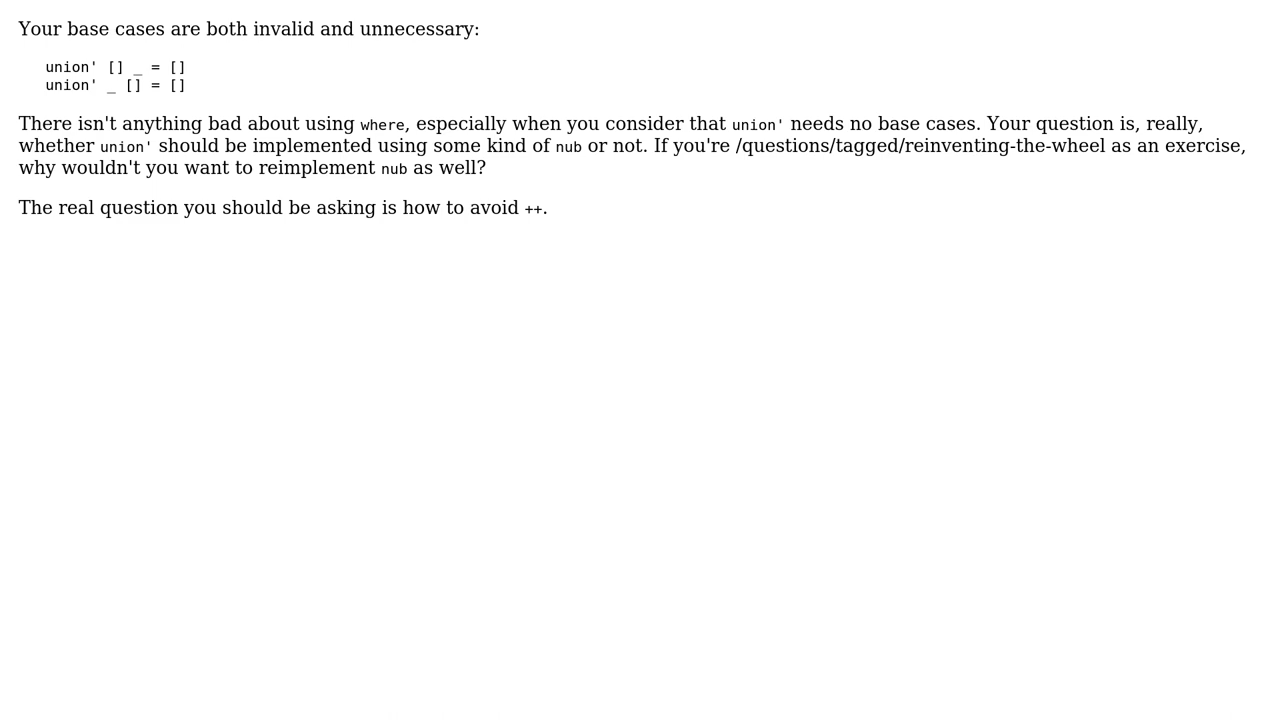 Your base cases are both invalid and unnecessary:
union' [] _ = []
union' _ [] = []
There isn't anything bad about using where, especially when you consider that union' needs no base cases. Your question is, really,
whether union' should be implemented using some kind of nub or not. If you're /questions/tagged/reinventing-the-wheel as an exercise,
why wouldn't you want to reimplement nub as well?
The real question you should be asking is how to avoid ++.